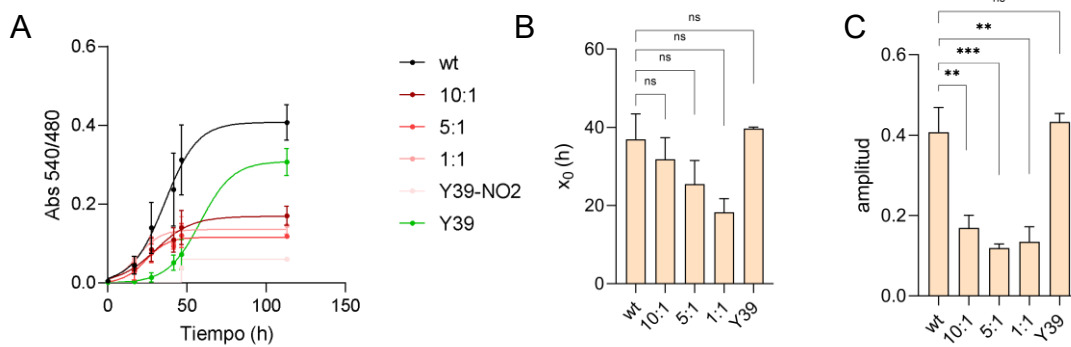 A
Abs 540/480
0.6
0.4
0.2
0.0
0
50
100
150
Tiempo (h)
wt
10:1
5:1
1:1
Y39-NO2
Y39
B
x0 (h)
60
40
20
0
ns
ns
ns
ns
wt
10:1
5:1
1:1
Y39
C
amplitud
0.6
0.4
0.2
0.0
ns
**
***
**
wt
10:1
5:1
1:1
Y39